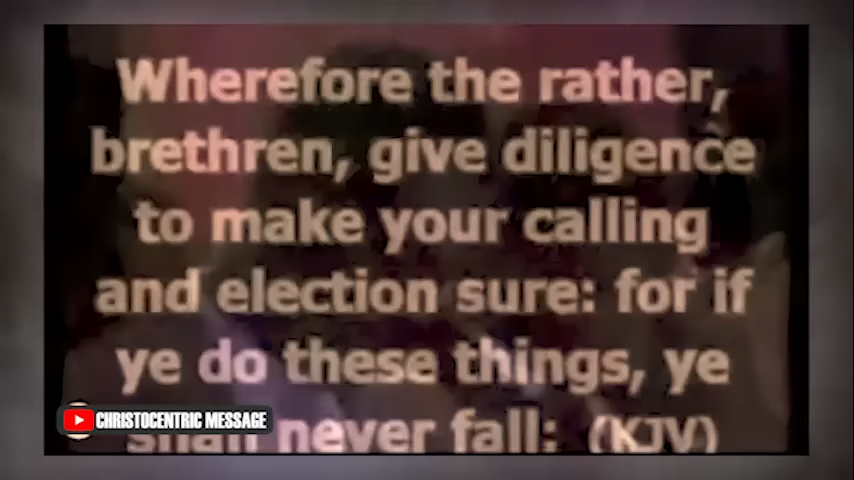 Wherefore the rather,
brethren, give diligence
to make your calling
and election sure: for if
ye do these things, ye
shall never fall: (KJV)
CHRISTOCENTRIC MESSAGE